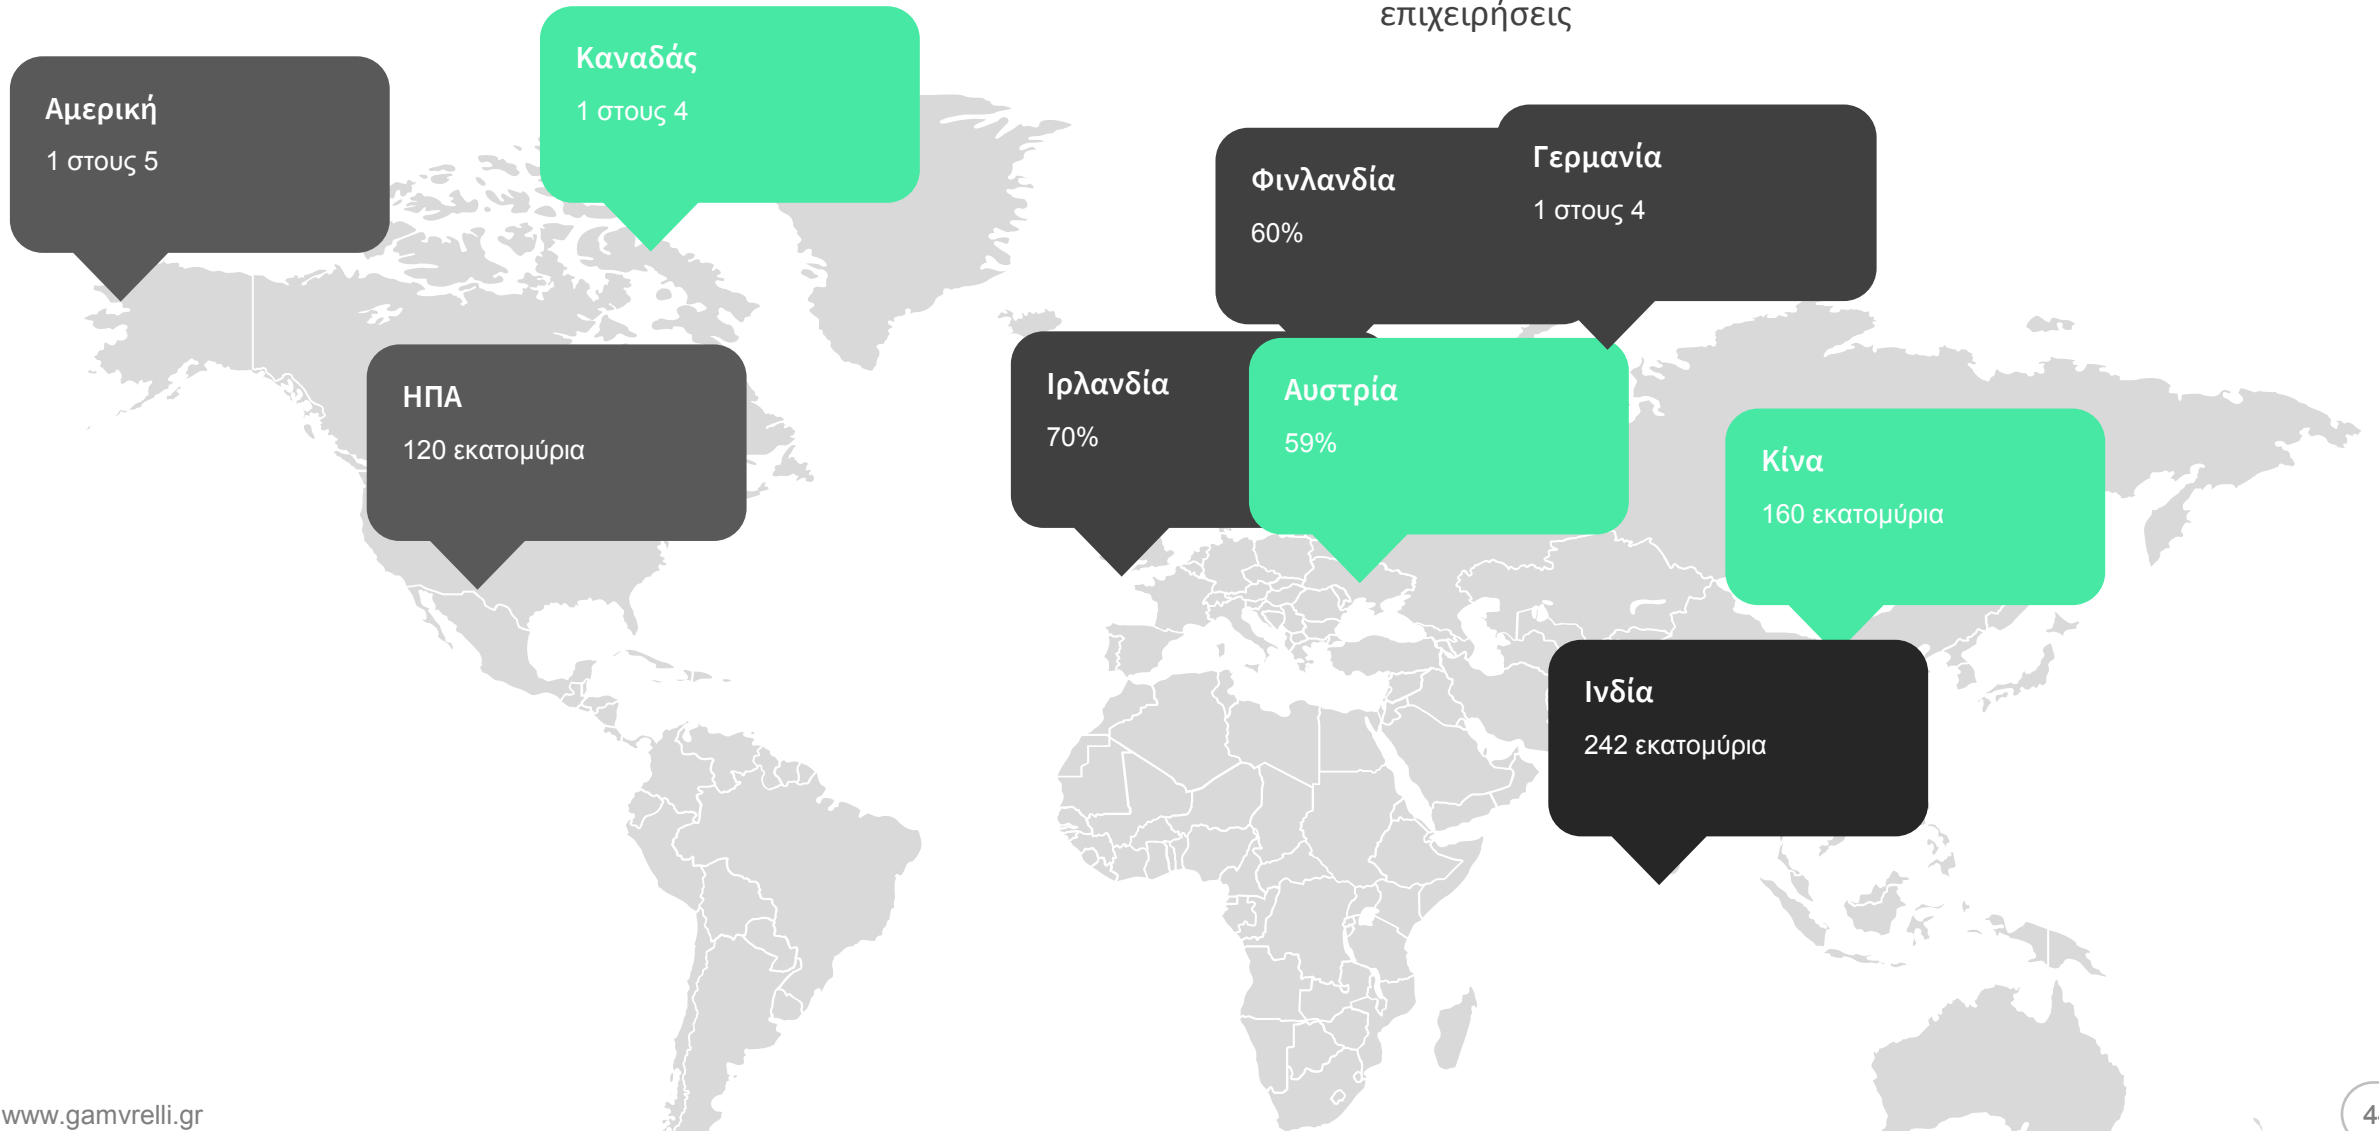 επιχειρήσεις
Καναδάς
1 στους 4
Αμερική
1 στους 5
Φινλανδία
60%
Γερμανία
1 στους 4
ΗΠΑ
120 εκατομύρια
Ιρλανδία
70%
Αυστρία
59%
Κίνα
160 εκατομύρια
Ινδία
242 εκατομύρια
www.gamvrelli.gr